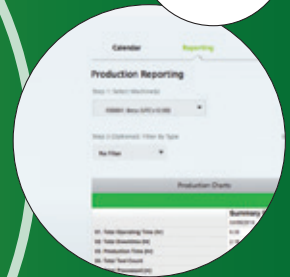 Calendar Reporting
Production Reporting
Step 1: Select Machine(s)
Step 2 (Optional): Filter By Type
No Filter
Production Charts
Summary
01. Total Operating Time (hr)
02. Total Downtime (hr)
03. Production Time (hr)
04. Total Tool Count